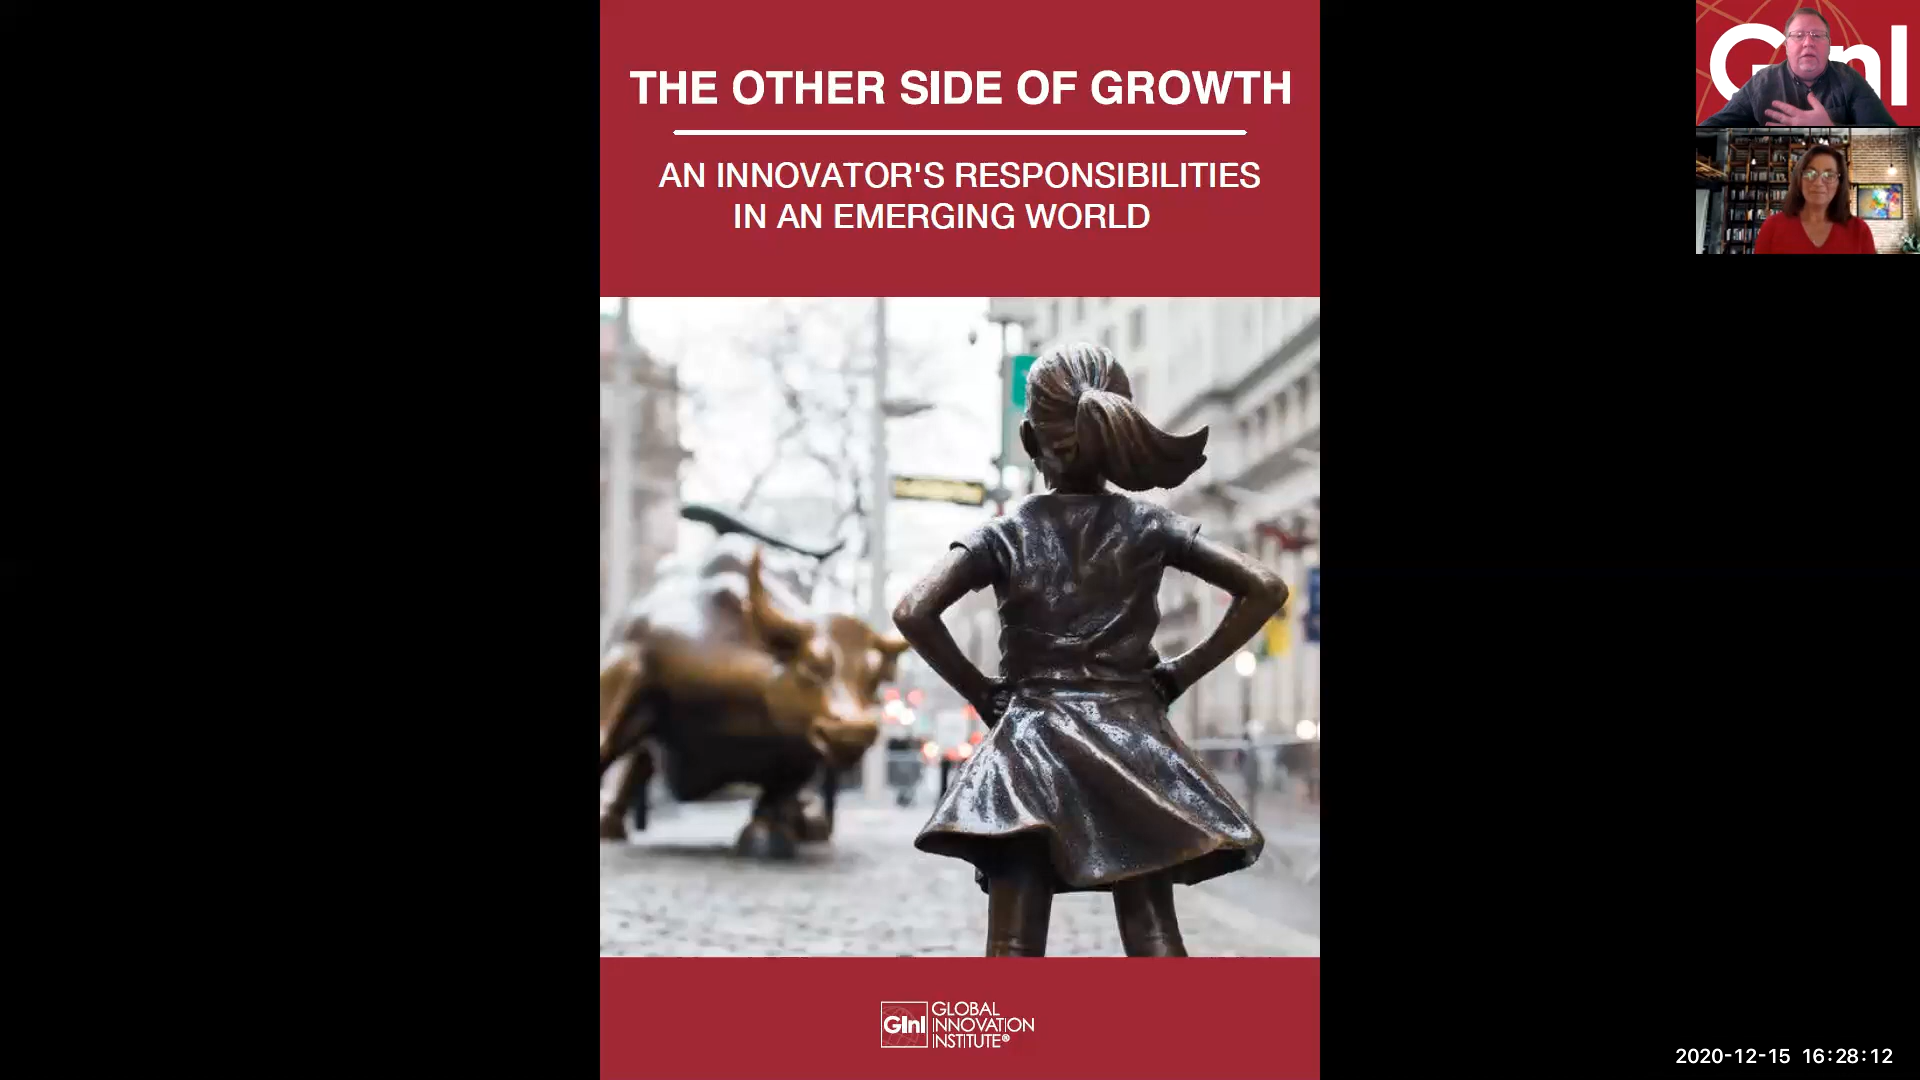 THE OTHER SIDE OF GROWTH
AN INNOVATOR'S RESPONSIBILITIES
IN AN EMERGING WORLD
GInI
GLOBAL
INNOVATION
INSTITUTE®
2020-12-15 16:28:12